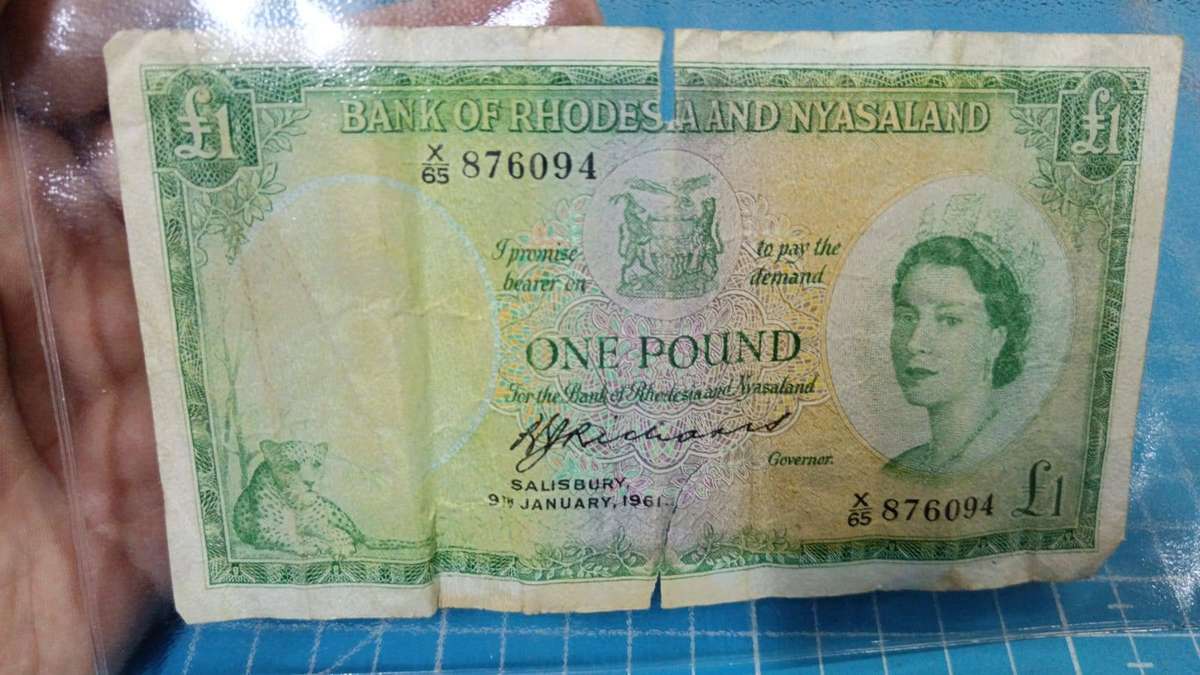 £1 £1
BANK OF RHODESIA AND NYASALAND
X/65 876094
I promise to pay the
bearer on demand
ONE POUND
For the Bank of Rhodesia and Nyasaland
Governor.
SALISBURY,
9TH JANUARY, 1961.
X/65 876094 £1